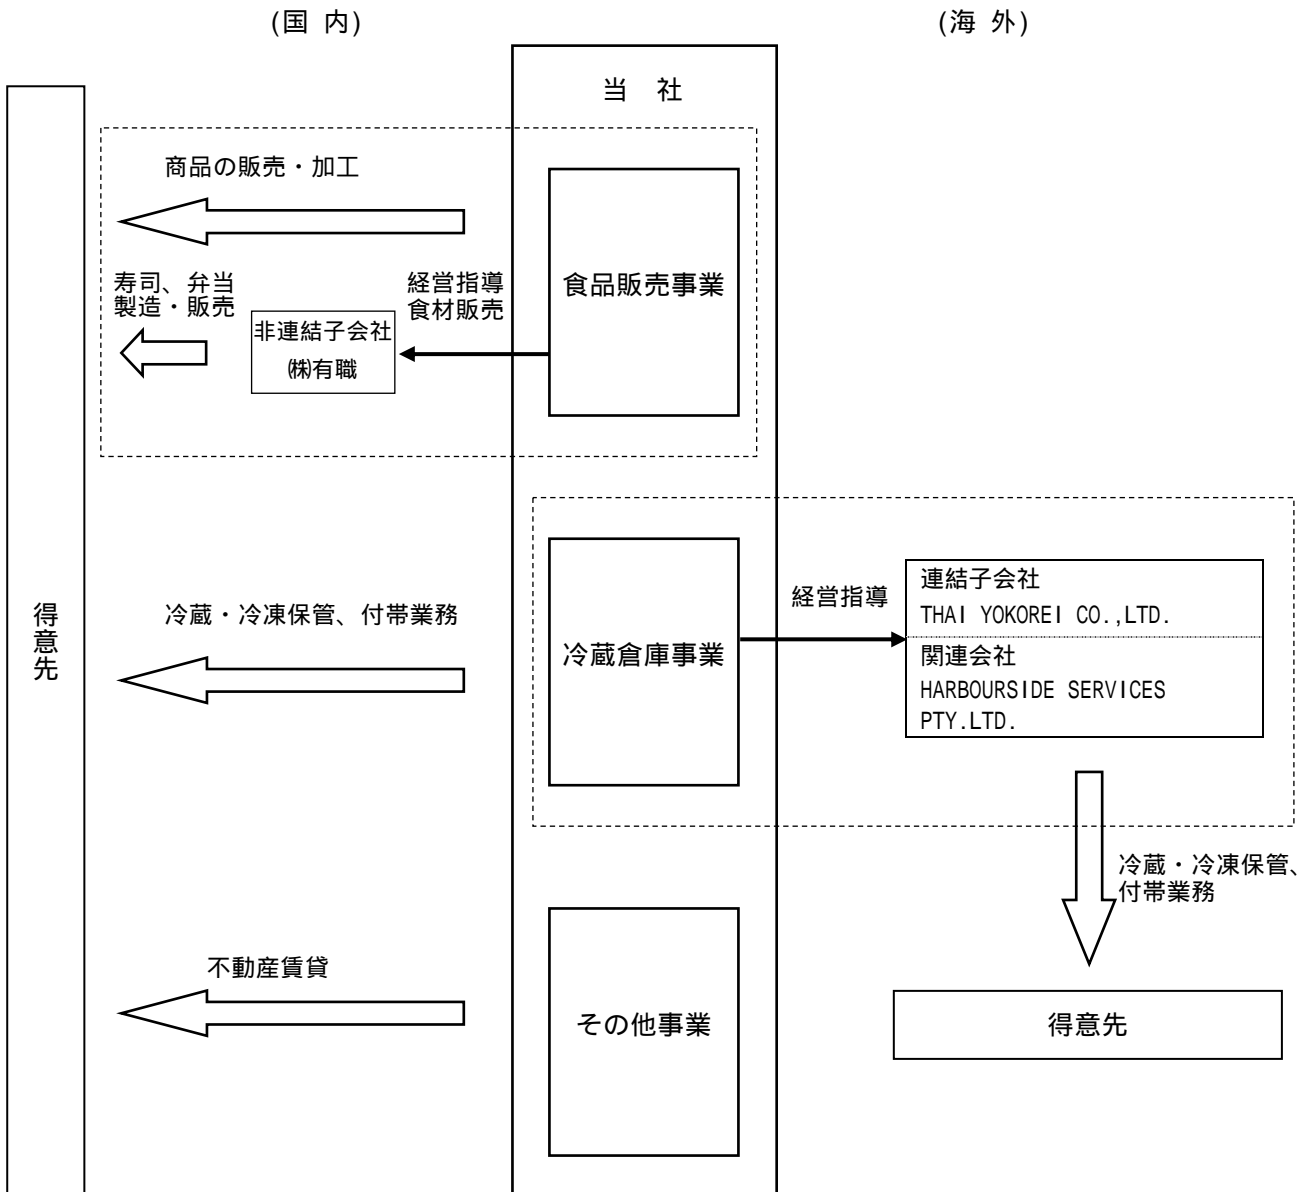 (国 内)
(海 外)
当 社
商品の販売・加工
食品販売事業
寿司、弁当
製造・販売
経営指導
食材販売
非連結子会社
㈱有職
得意先
冷蔵・冷凍保管、付帯業務
冷蔵倉庫事業
経営指導
連結子会社
THAI YOKOREI CO.,LTD.
関連会社
HARBOURSIDE SERVICES
PTY.LTD.
冷蔵・冷凍保管、
付帯業務
不動産賃貸
その他事業
得意先